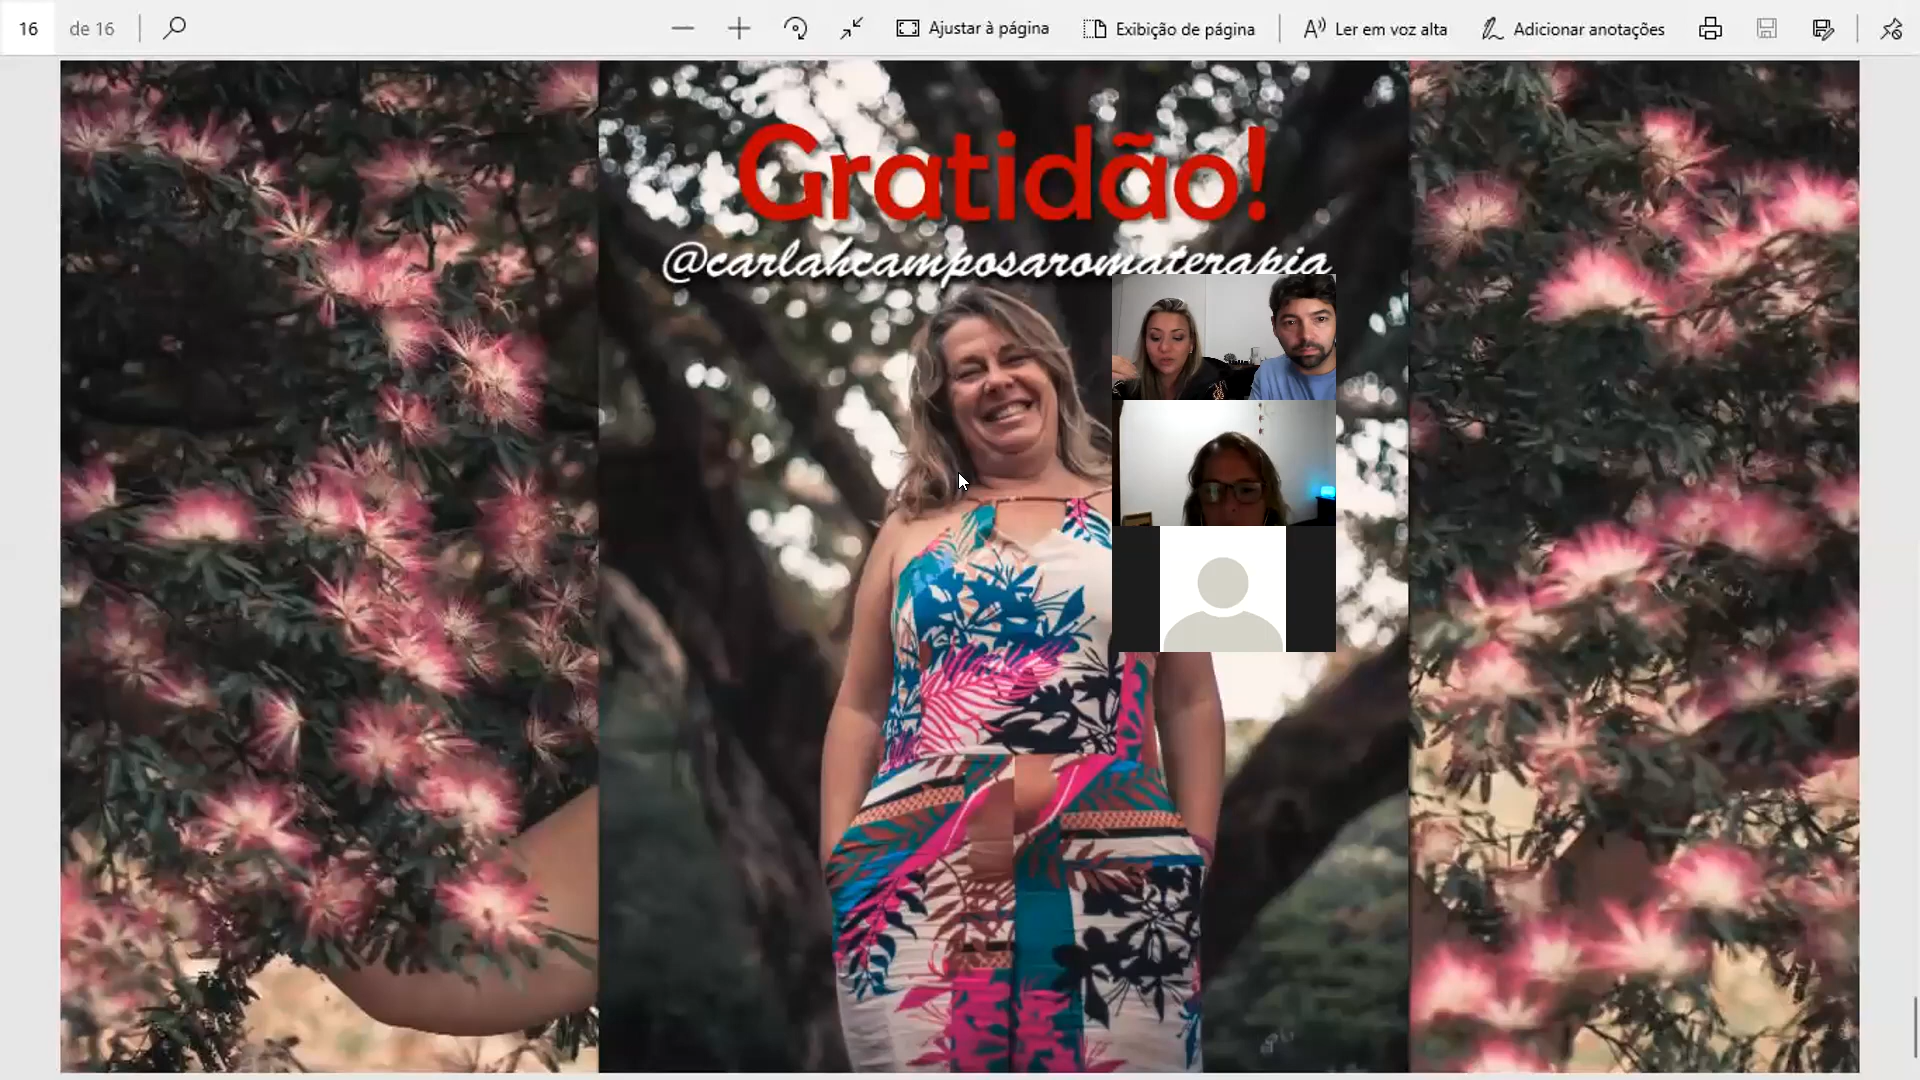 16 de 16 Ajustar à página Exibição de página Ler em voz alta Adicionar anotações
Gratidão!
@carlahcamposaromaterapia